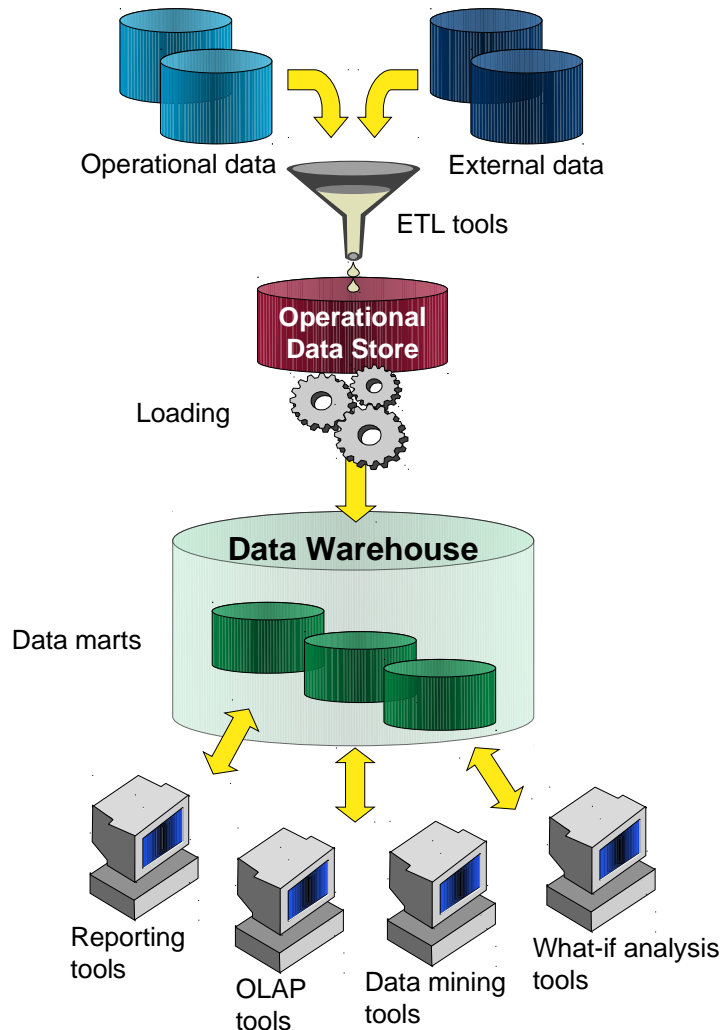 Operational data
External data
ETL tools
Operational
Data Store
Loading
Data Warehouse
Data marts
Reporting
tools
OLAP
tools
Data mining
tools
What-if analysis
tools